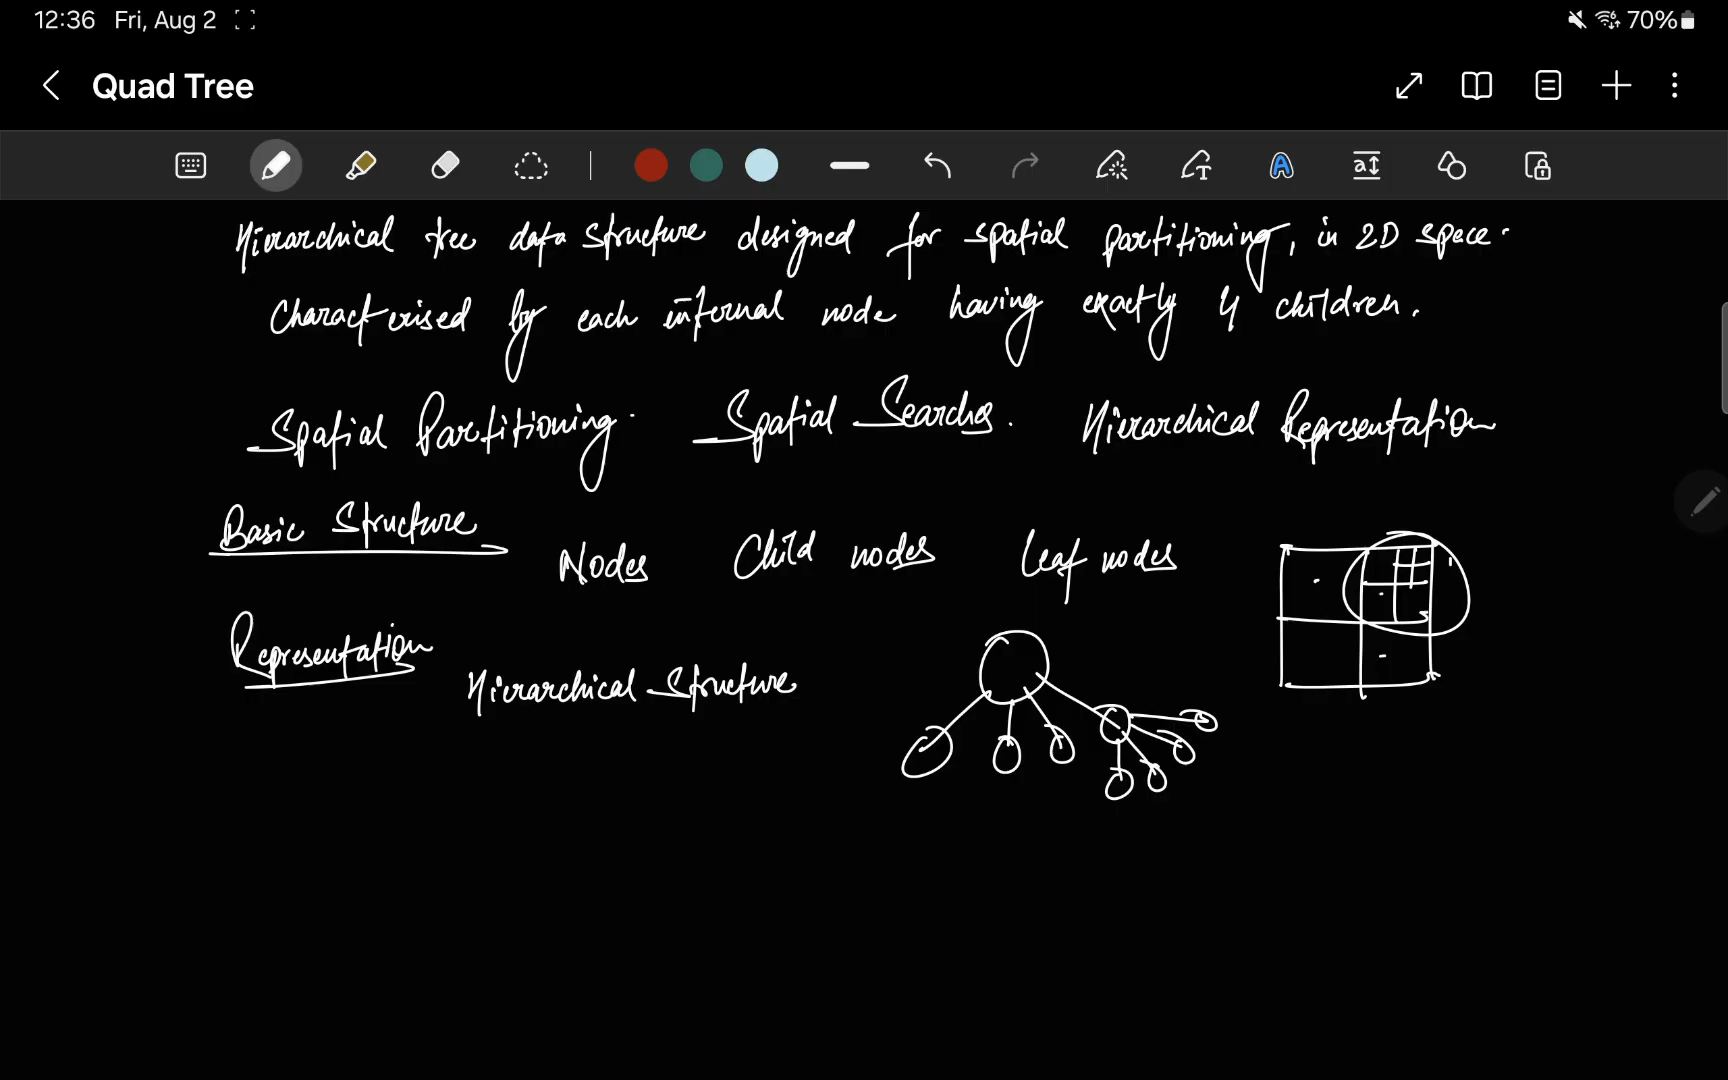 12:36 Fri, Aug 2 70%
Quad Tree
Hierarchical tree data structure designed for spatial partitioning, in 2D space.
Characterised by each internal node having exactly 4 children.
Spatial Partitioning. Spatial Searches. Hierarchical Representation
Basic Structure Nodes Child nodes Leaf nodes
Representation Hierarchical Structure